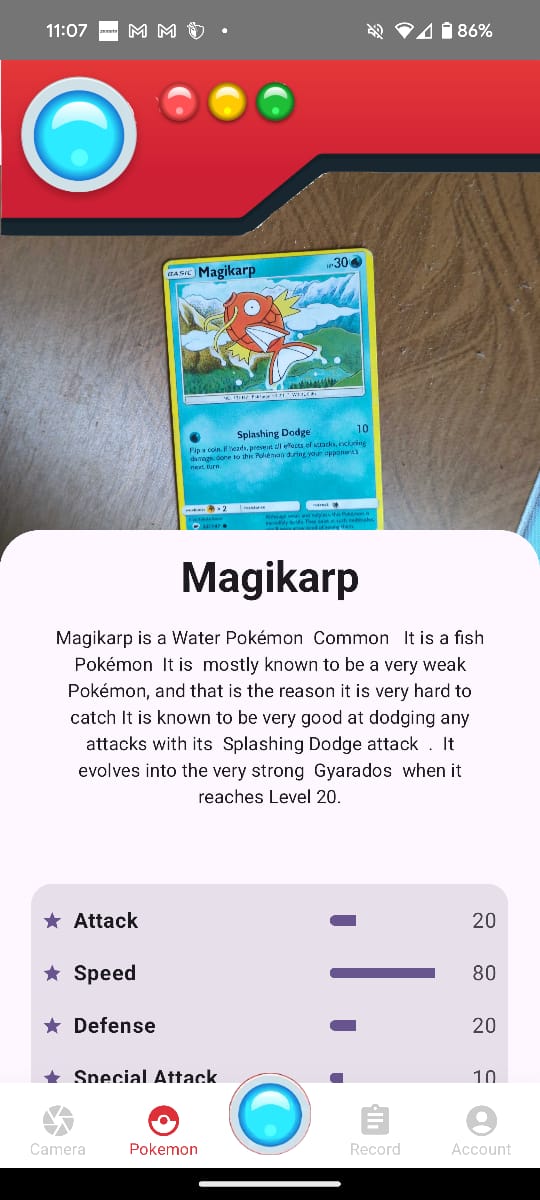 11:07
86%
BASIC Magikarp HP30
Splashing Dodge 10
Flip a coin. If heads, prevent all effects of attacks, including
damage, done to this Pokémon during your opponent's
next turn.
weakness ×2 resistance retreat
Magikarp
Magikarp is a Water Pokémon Common It is a fish
Pokémon It is mostly known to be a very weak
Pokémon, and that is the reason it is very hard to
catch It is known to be very good at dodging any
attacks with its Splashing Dodge attack . It
evolves into the very strong Gyarados when it
reaches Level 20.
Attack 20
Speed 80
Defense 20
Special Attack 10
Camera Pokemon Record Account